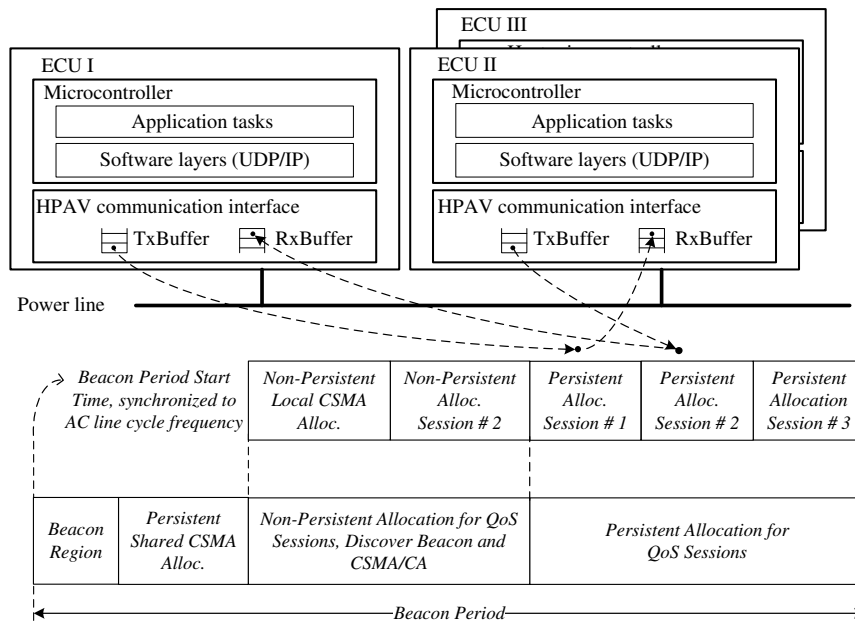 ECU III
ECU I
ECU II
Microcontroller
Microcontroller
Application tasks
Application tasks
Software layers (UDP/IP)
Software layers (UDP/IP)
HPAV communication interface
HPAV communication interface
TxBuffer
RxBuffer
TxBuffer
RxBuffer
Power line
Beacon Period Start
Time, synchronized to
AC line cycle frequency
Non-Persistent
Local CSMA
Alloc.
Non-Persistent
Alloc.
Session # 2
Persistent
Alloc.
Session # 1
Persistent
Alloc.
Session # 2
Persistent
Allocation
Session # 3
Beacon
Region
Persistent
Shared CSMA
Alloc.
Non-Persistent Allocation for QoS
Sessions, Discover Beacon and
CSMA/CA
Persistent Allocation for
QoS Sessions
Beacon Period